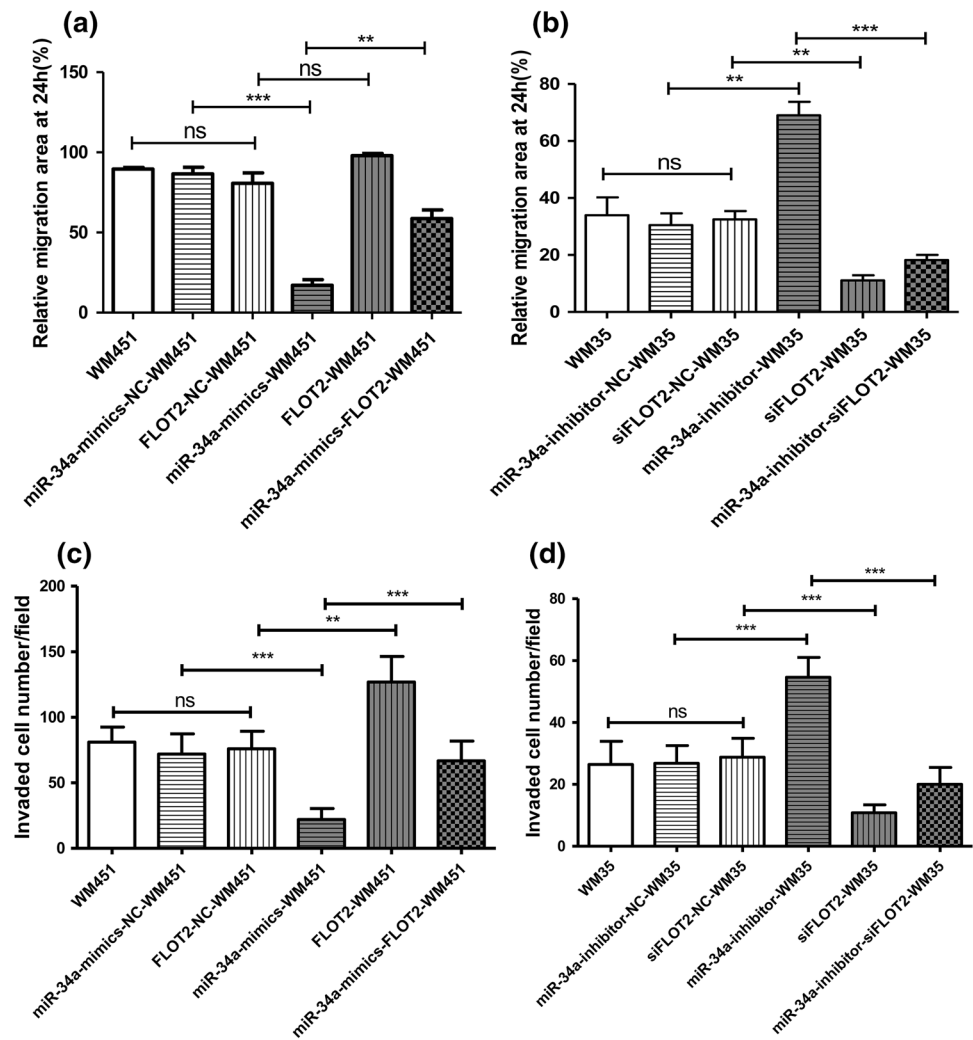 (a)
Relative migration area at 24h(%)
150
100
50
0
**
ns
***
ns
WM451
miR-34a-mimics-NC-WM451
FLOT2-NC-WM451
miR-34a-mimics-WM451
FLOT2-WM451
miR-34a-mimics-FLOT2-WM451
(b)
Relative migration area at 24h(%)
80
60
40
20
0
***
**
**
ns
WM35
miR-34a-inhibitor-NC-WM35
siFLOT2-NC-WM35
miR-34a-inhibitor-WM35
siFLOT2-WM35
miR-34a-inhibitor-siFLOT2-WM35
(c)
Invaded cell number/field
200
150
100
50
0
***
**
***
ns
WM451
miR-34a-mimics-NC-WM451
FLOT2-NC-WM451
miR-34a-mimics-WM451
FLOT2-WM451
miR-34a-mimics-FLOT2-WM451
(d)
Invaded cell number/field
80
60
40
20
0
***
***
***
ns
WM35
miR-34a-inhibitor-NC-WM35
siFLOT2-NC-WM35
miR-34a-inhibitor-WM35
siFLOT2-WM35
miR-34a-inhibitor-siFLOT2-WM35